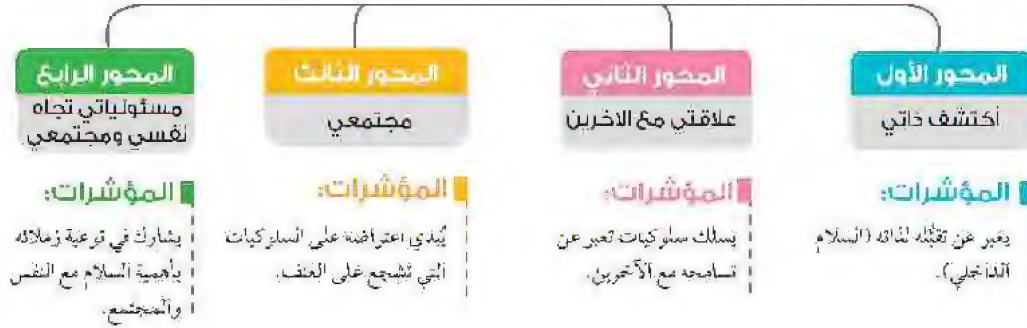 المحور الأول
أكتشف ذاتي
المؤشرات:
يعبر عن تقبُّله لذاته (السلام
الداخلي).
المحور الثاني
علاقتي مع الاخرين
المؤشرات:
يسلك سلوكيات تعبر عن
تسامحه مع الآخرين.
المحور الثالث
مجتمعي
المؤشرات:
يُبدي اعتراضه على السلوكيات
التي تشجع على العنف.
المحور الرابع
مسئولياتي تجاه
نفسي ومجتمعي
المؤشرات:
يشارك في توعية زملائه
بأهمية السلام مع النفس
والمجتمع.